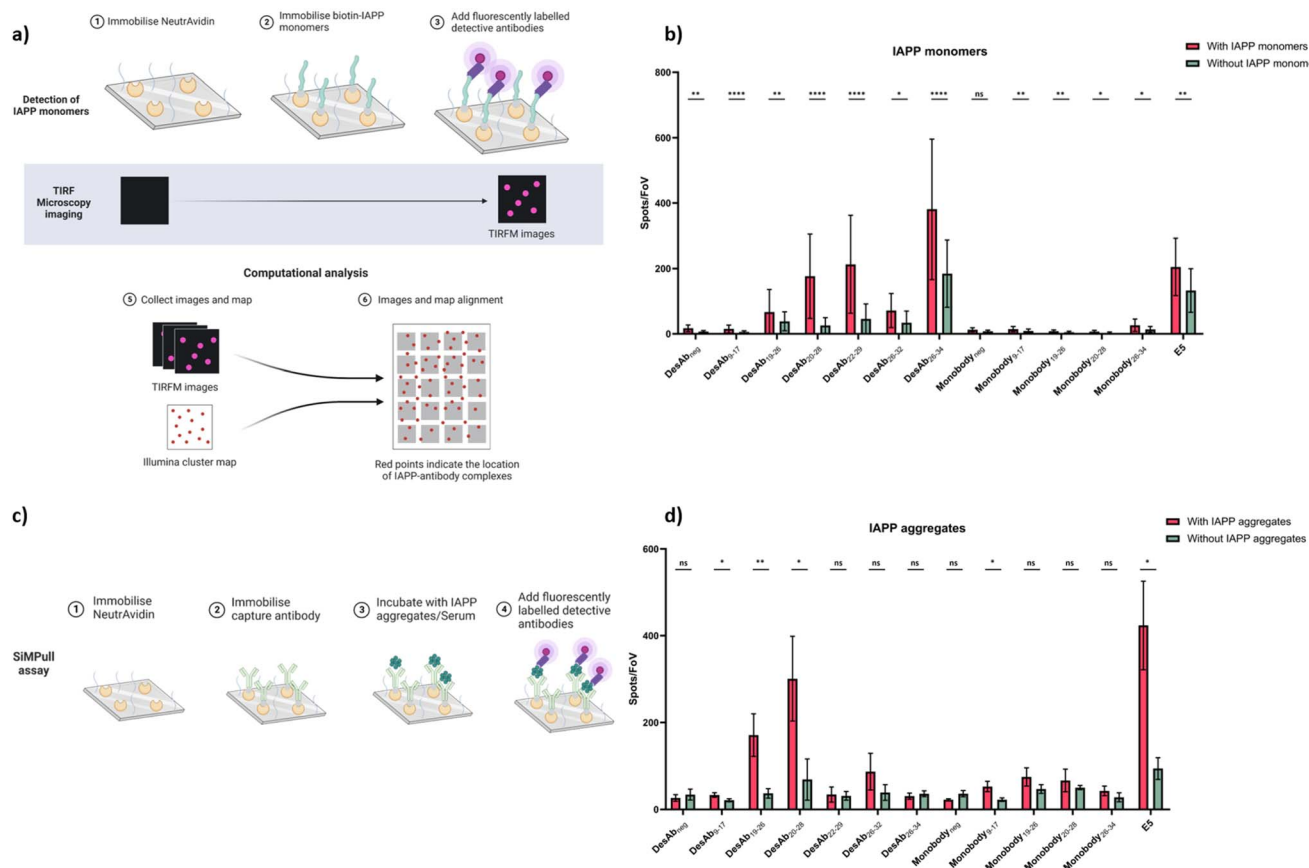 a)
① Immobilise NeutrAvidin
② Immobilise biotin-IAPP
monomers
③ Add fluorescently labelled
detective antibodies
Detection of
IAPP monomers
TIRF
Microscopy
imaging
TIRFM images
Computational analysis
⑤ Collect images and map
⑥ Images and map alignment
TIRFM images
Illumina cluster map
Red points indicate the location
of IAPP-antibody complexes
b)
IAPP monomers
With IAPP monomers
Without IAPP monom
Spots/FoV
800
600
400
200
0
** **** ** **** **** * **** ns ** ** * * **
DesAbneg
DesAb9-17
DesAb19-26
DesAb20-28
DesAb22-29
DesAb26-32
DesAb26-34
Monobodyneg
Monobody9-17
Monobody19-26
Monobody20-28
Monobody26-34
E5
c)
SiMPull
assay
① Immobilise
NeutrAvidin
② Immobilise
capture antibody
③ Incubate with IAPP
aggregates/Serum
④ Add fluorescently
labelled detective
antibodies
d)
IAPP aggregates
With IAPP aggregates
Without IAPP aggregates
Spots/FoV
600
400
200
0
ns * ** * ns ns ns ns * ns ns ns *
DesAbneg
DesAb9-17
DesAb19-26
DesAb20-28
DesAb22-29
DesAb26-32
DesAb26-34
Monobodyneg
Monobody9-17
Monobody19-26
Monobody20-28
Monobody26-34
E5